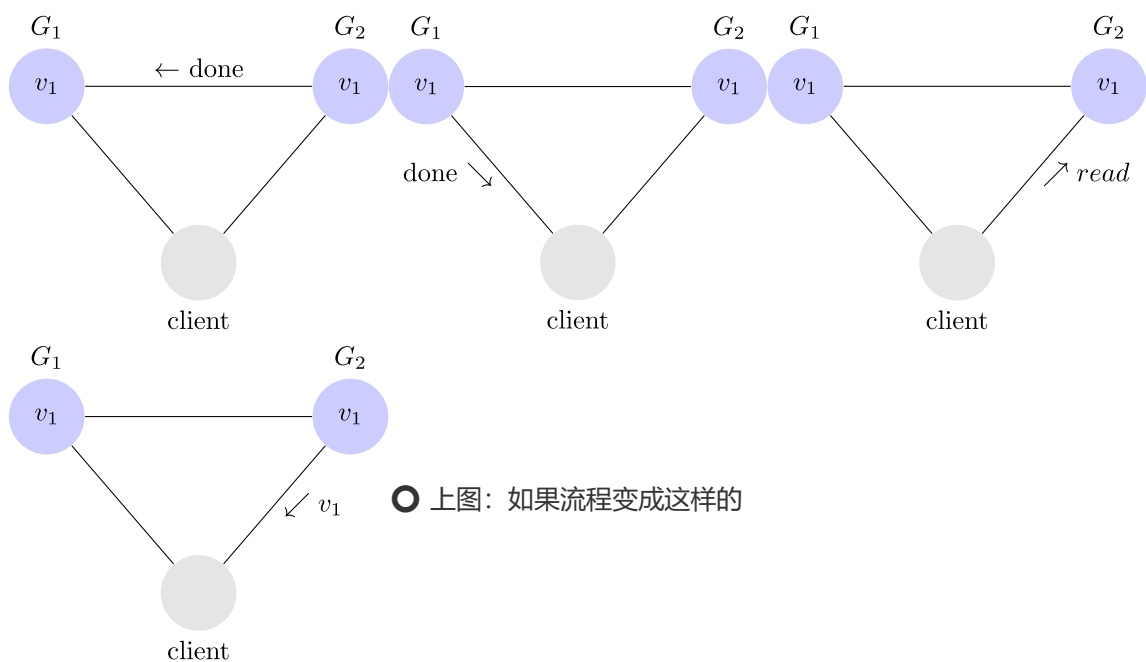 G₁ G₂ G₁ G₂ G₁ G₂
← done
v₁ v₁ v₁ v₁ v₁ v₁
done ↘ ↗ read
client client client
G₁ G₂
v₁ v₁
↙ v₁
上图：如果流程变成这样的
client